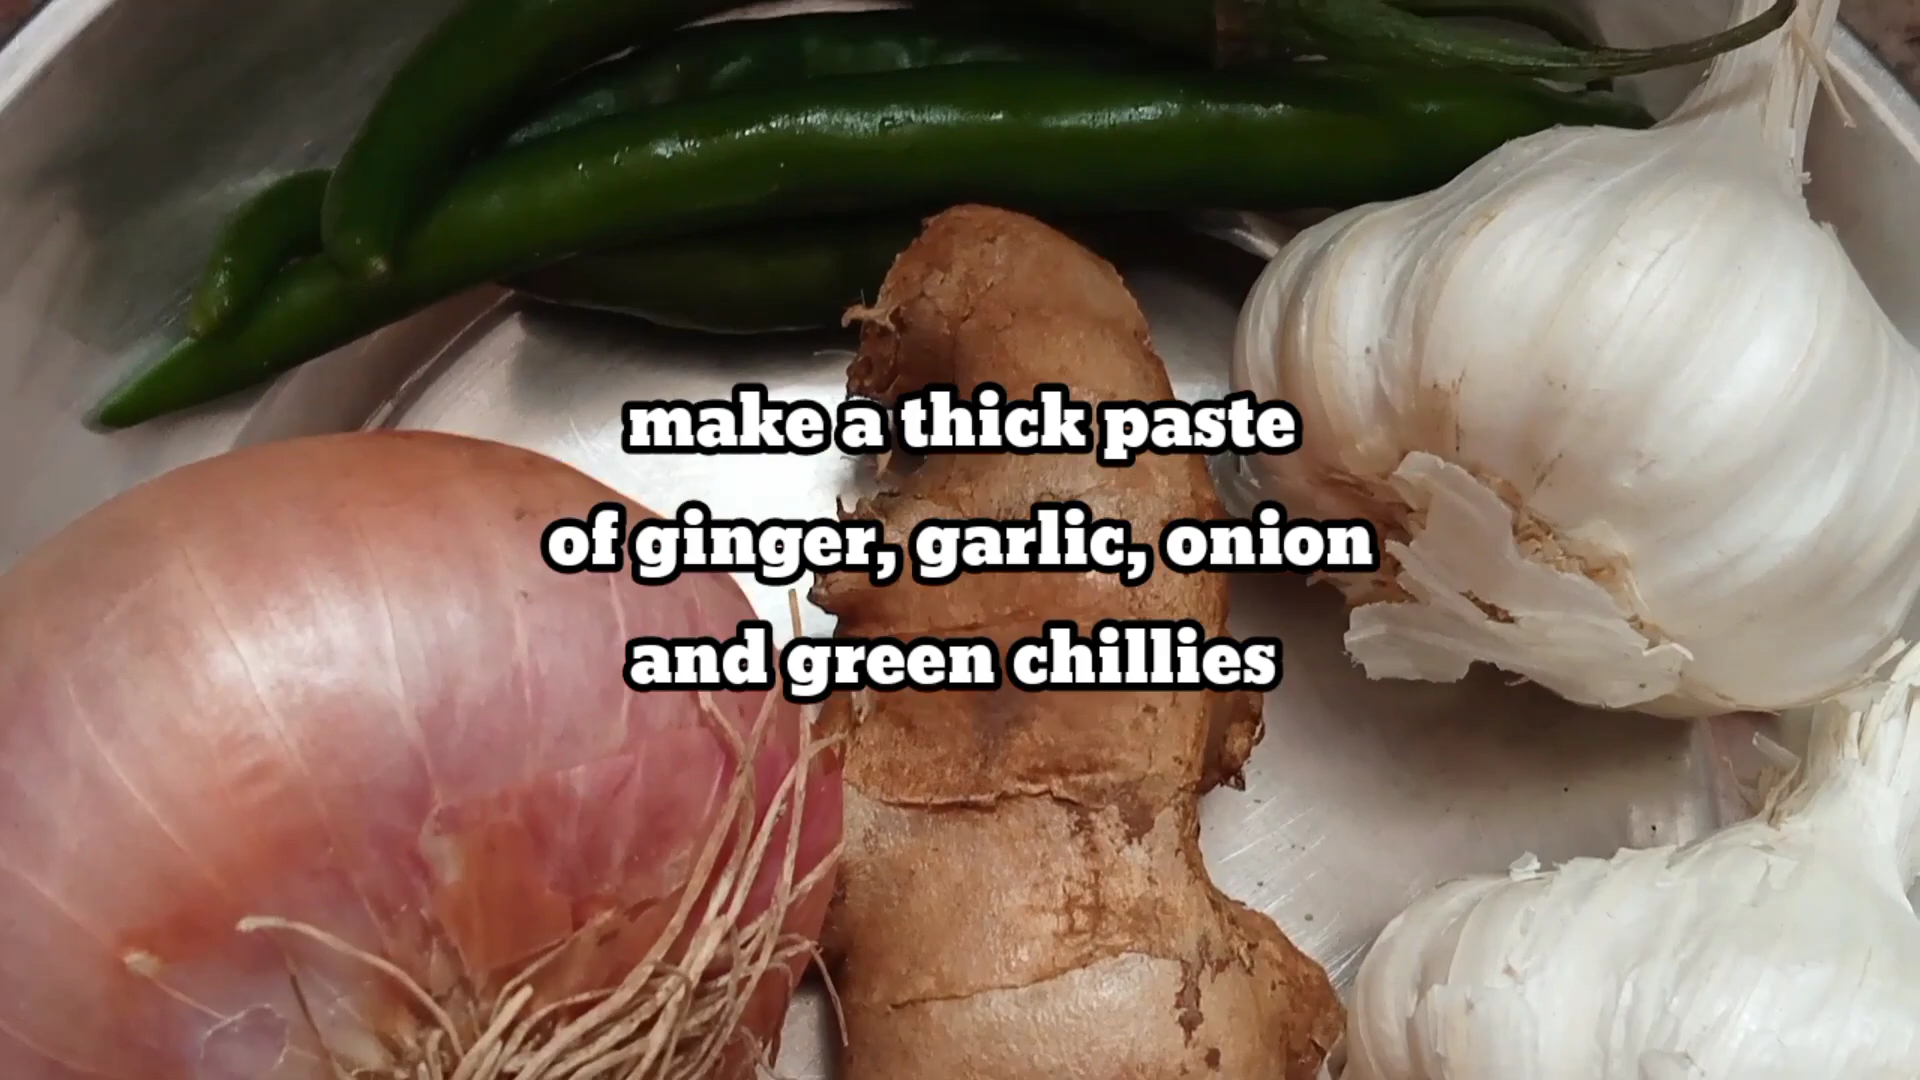 make a thick paste
of ginger, garlic, onion
and green chillies